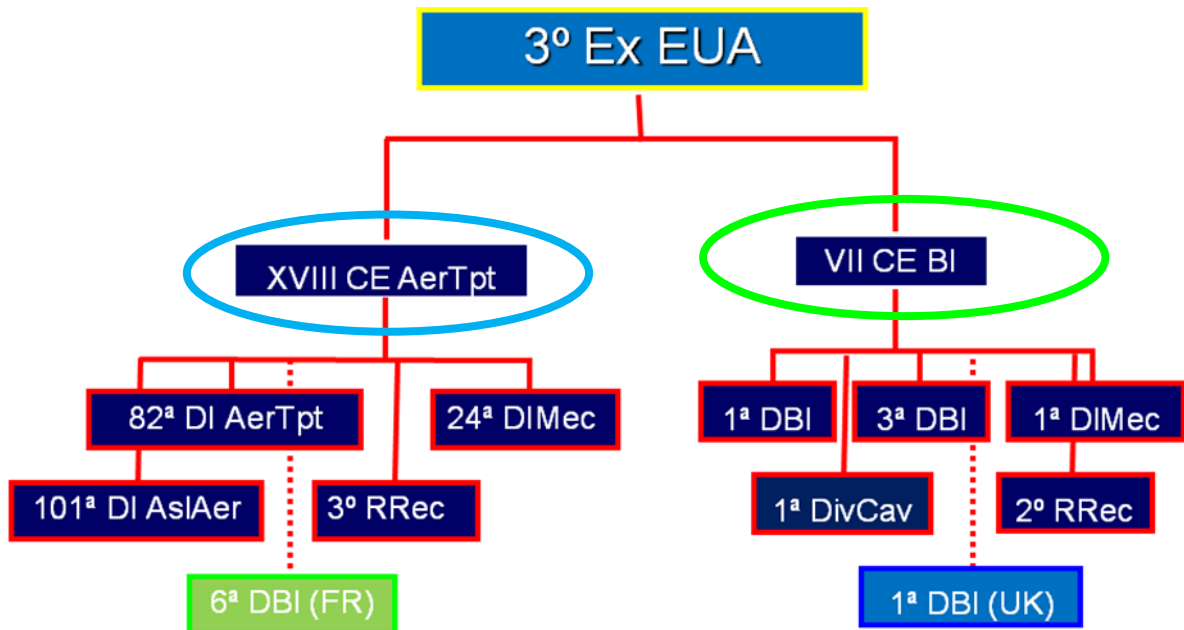 3º Ex EUA
XVIII CE AerTpt
VII CE Bl
82ª DI AerTpt
24ª DIMec
1ª DBI
3ª DBI
1ª DIMec
101ª DI AslAer
3º RRec
1ª DivCav
2º RRec
6ª DBI (FR)
1ª DBI (UK)